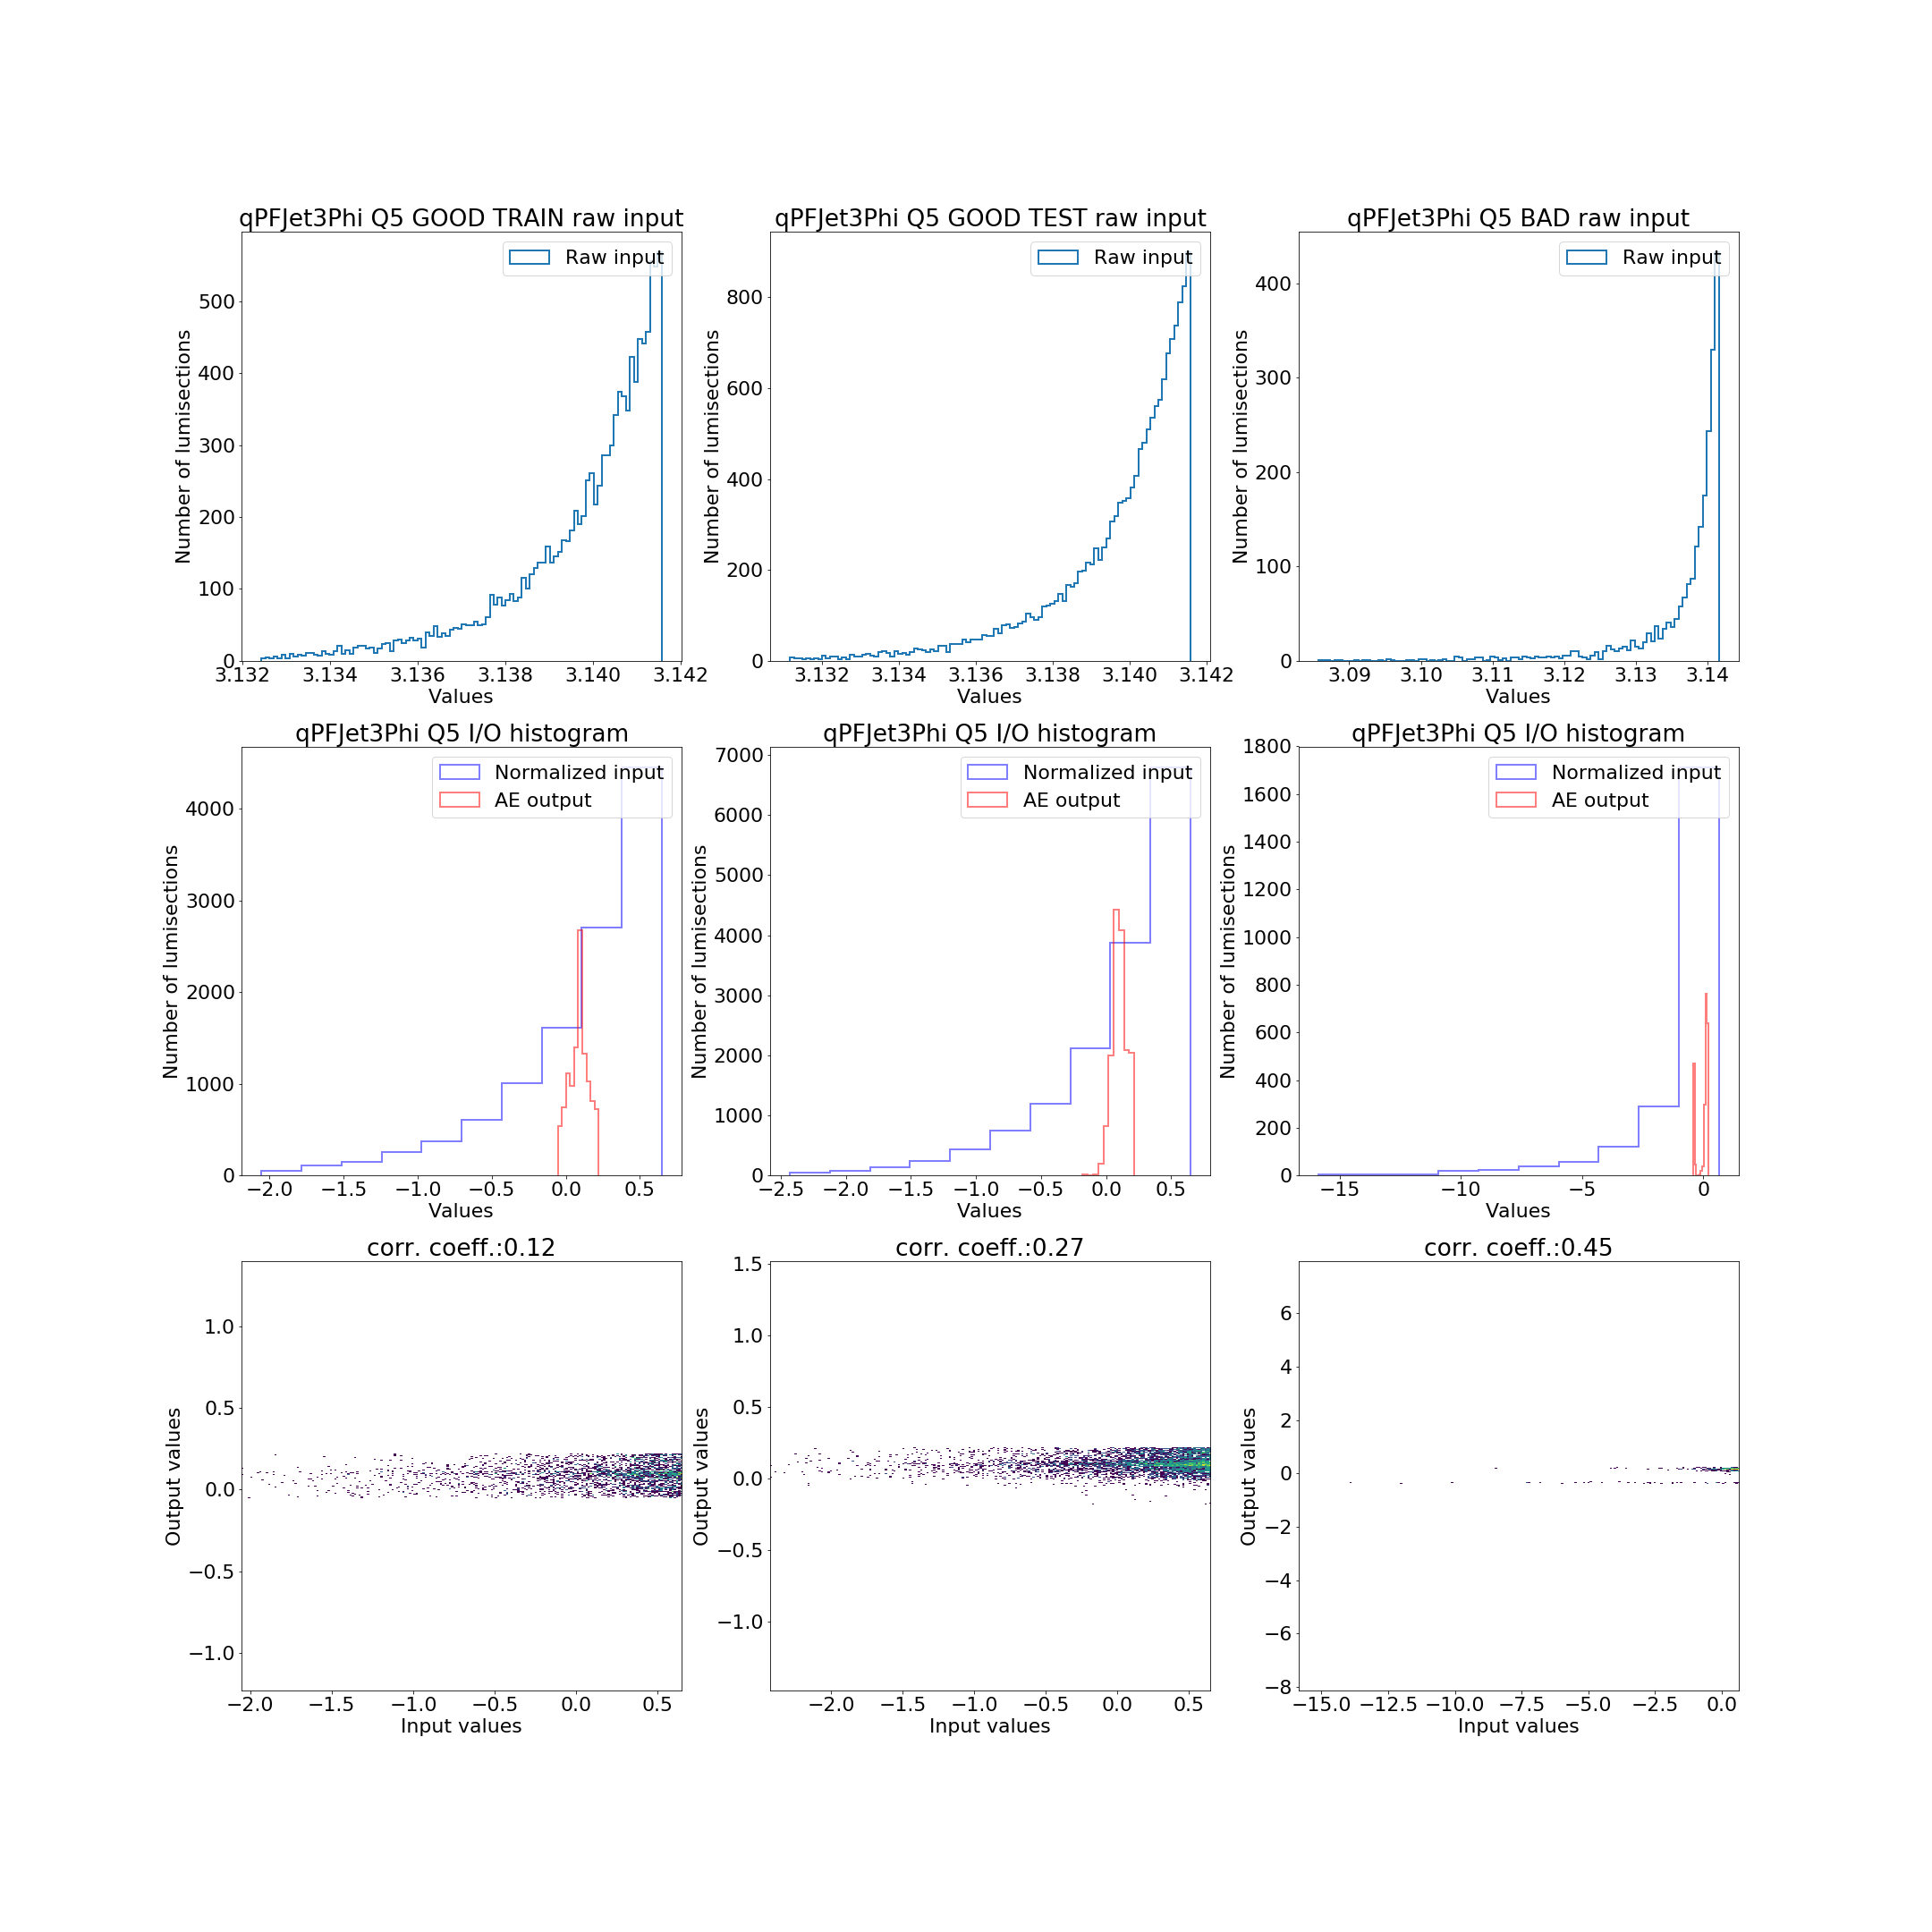 qPFJet3Phi Q5 GOOD TRAIN raw input
Raw input
Number of lumisections
500
400
300
200
100
0
3.132 3.134 3.136 3.138 3.140 3.142
Values
qPFJet3Phi Q5 GOOD TEST raw input
Raw input
Number of lumisections
800
600
400
200
0
3.132 3.134 3.136 3.138 3.140 3.142
Values
qPFJet3Phi Q5 BAD raw input
Raw input
Number of lumisections
400
300
200
100
0
3.09 3.10 3.11 3.12 3.13 3.14
Values
qPFJet3Phi Q5 I/O histogram
Normalized input
AE output
Number of lumisections
4000
3000
2000
1000
0
−2.0 −1.5 −1.0 −0.5 0.0 0.5
Values
qPFJet3Phi Q5 I/O histogram
Normalized input
AE output
Number of lumisections
7000
6000
5000
4000
3000
2000
1000
0
−2.5 −2.0 −1.5 −1.0 −0.5 0.0 0.5
Values
qPFJet3Phi Q5 I/O histogram
Normalized input
AE output
Number of lumisections
1800
1600
1400
1200
1000
800
600
400
200
0
−15 −10 −5 0
Values
corr. coeff.:0.12
Output values
1.0
0.5
0.0
−0.5
−1.0
−2.0 −1.5 −1.0 −0.5 0.0 0.5
Input values
corr. coeff.:0.27
Output values
1.5
1.0
0.5
0.0
−0.5
−1.0
−2.0 −1.5 −1.0 −0.5 0.0 0.5
Input values
corr. coeff.:0.45
Output values
6
4
2
0
−2
−4
−6
−8
−15.0 −12.5 −10.0 −7.5 −5.0 −2.5 0.0
Input values